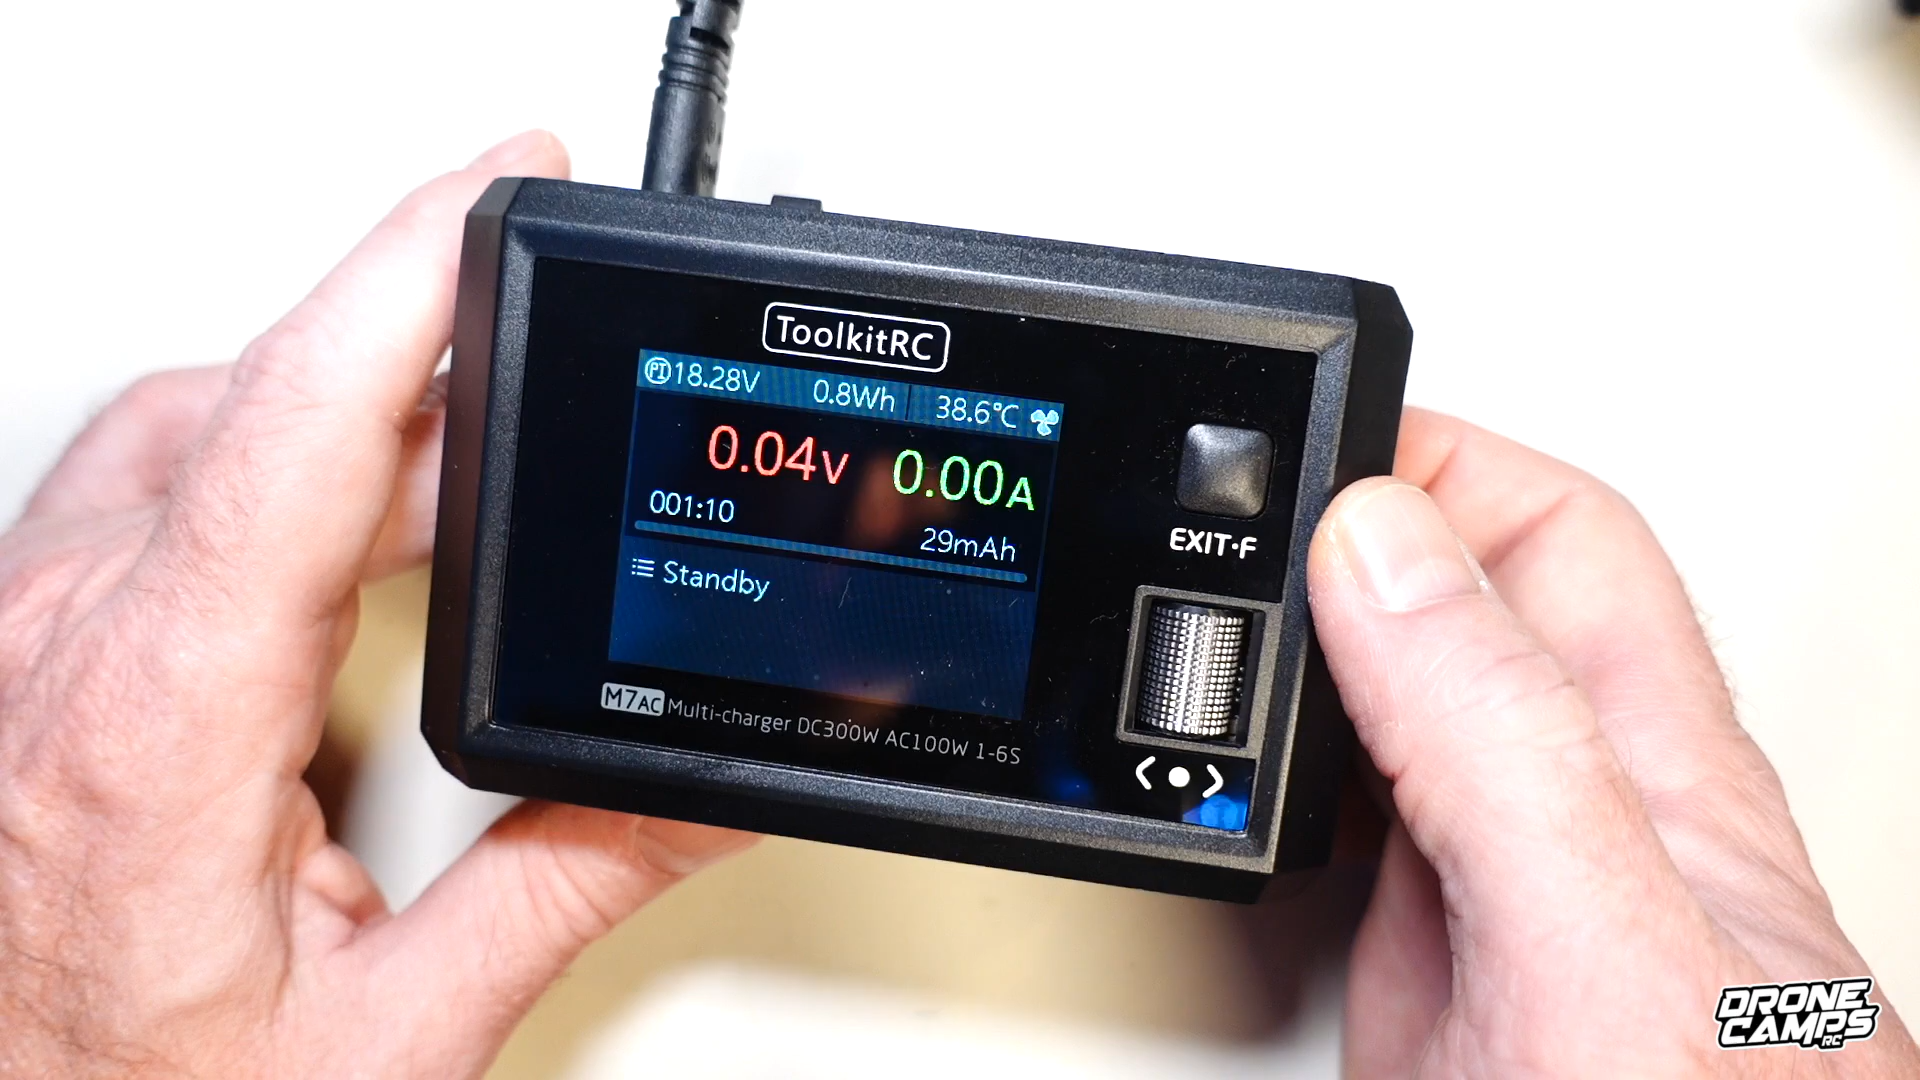 ToolkitRC
PI 18.28V 0.8Wh 38.6°C
0.04V 0.00A
001:10
29mAh
Standby
EXIT·F
M7AC Multi-charger DC300W AC100W 1-6S
< ● >
DRONE
CAMPS
RC